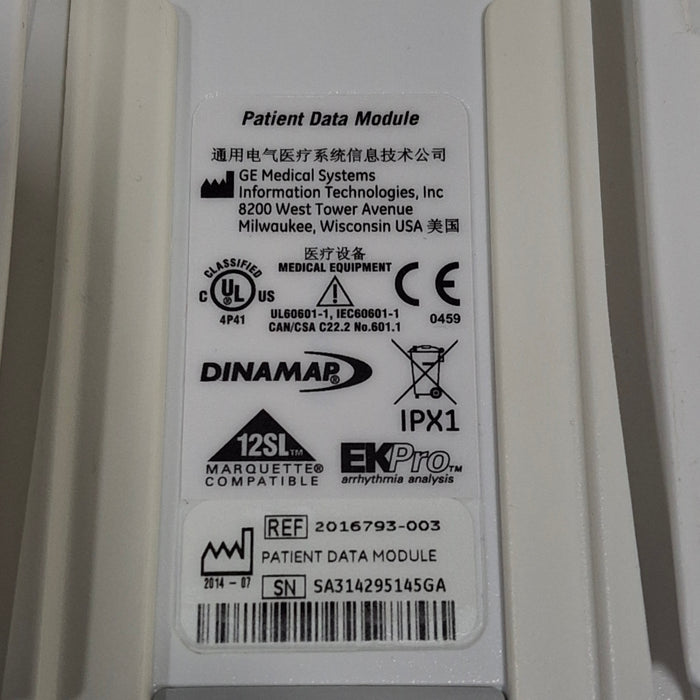 Patient Data Module
通用电气医疗系统信息技术公司
GE Medical Systems
Information Technologies, Inc
8200 West Tower Avenue
Milwaukee, Wisconsin USA 美国
医疗设备
MEDICAL EQUIPMENT
CLASSIFIED
C UL® US
4P41
UL60601-1, IEC60601-1
CAN/CSA C22.2 No.601.1
CE
0459
DINAMAP®
IPX1
12SL™
MARQUETTE®
COMPATIBLE
EKPro™
arrhythmia analysis
REF 2016793-003
PATIENT DATA MODULE
2014-07
SN SA314295145GA